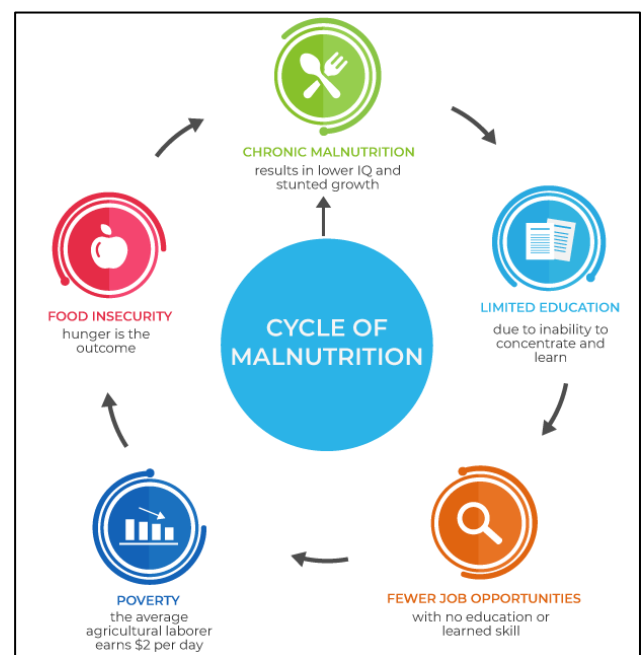 CHRONIC MALNUTRITION
results in lower IQ and
stunted growth
LIMITED EDUCATION
due to inability to
concentrate and
learn
FEWER JOB OPPORTUNITIES
with no education or
learned skill
POVERTY
the average
agricultural laborer
earns $2 per day
FOOD INSECURITY
hunger is the
outcome
CYCLE OF
MALNUTRITION